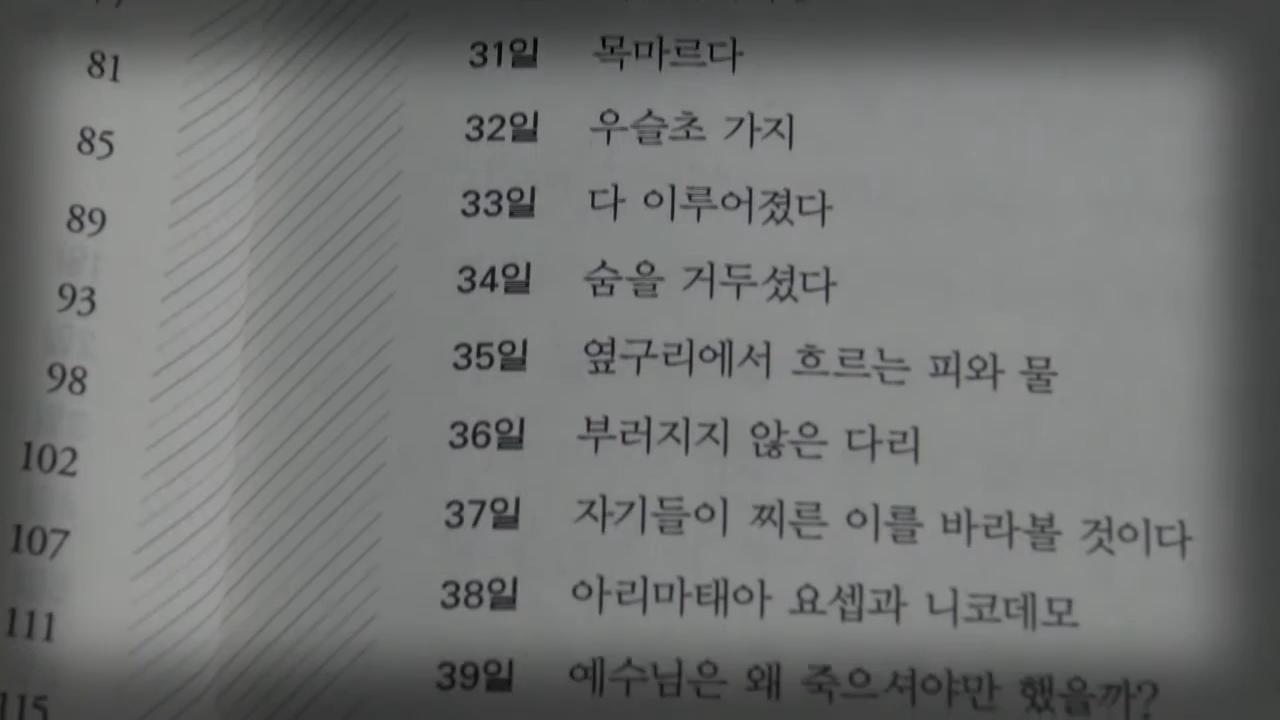 81
85
89
93
98
102
107
111
115
31일 목마르다
32일 우슬초 가지
33일 다 이루어졌다
34일 숨을 거두셨다
35일 옆구리에서 흐르는 피와 물
36일 부러지지 않은 다리
37일 자기들이 찌른 이를 바라볼 것이다
38일 아리마태아 요셉과 니코데모
39일 예수님은 왜 죽으셔야만 했을까?